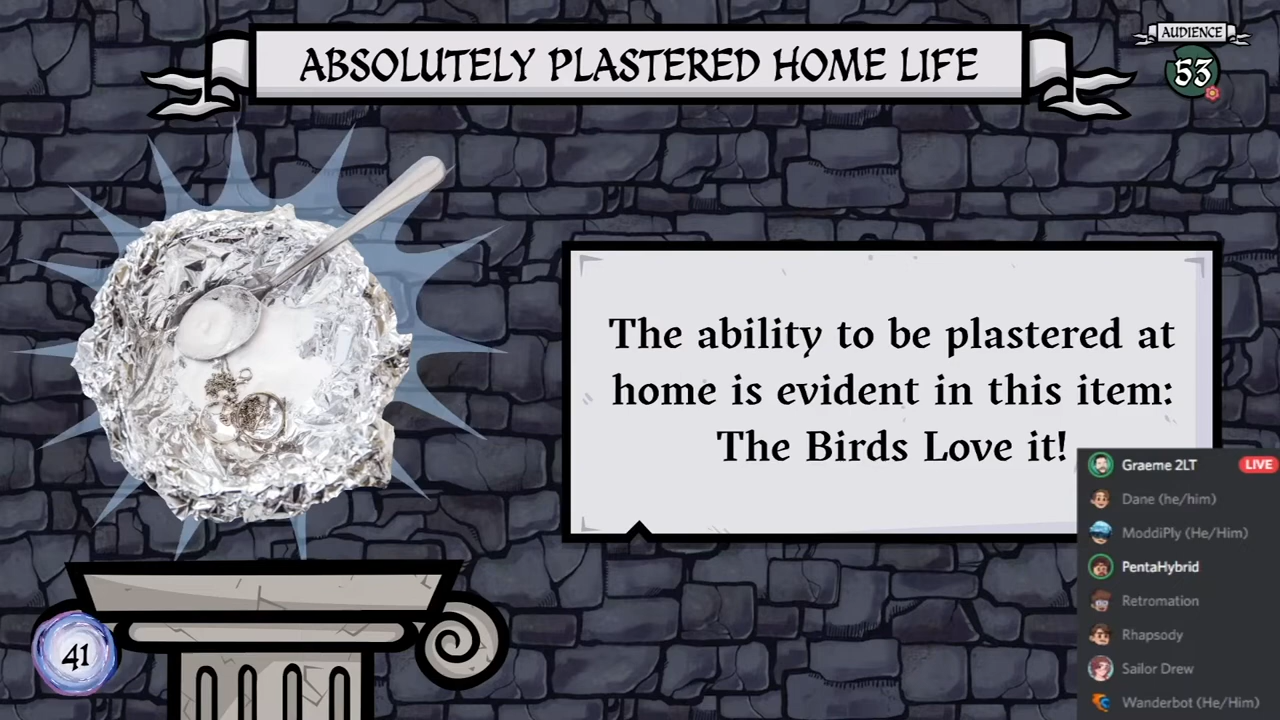 ABSOLUTELY PLASTERED HOME LIFE
AUDIENCE
53
The ability to be plastered at
home is evident in this item:
The Birds Love it!
Graeme 2LT LIVE
Dane (he/him)
ModdiPly (He/Him)
PentaHybrid
Retromation
Rhapsody
Sailor Drew
Wanderbot (He/Him)
41